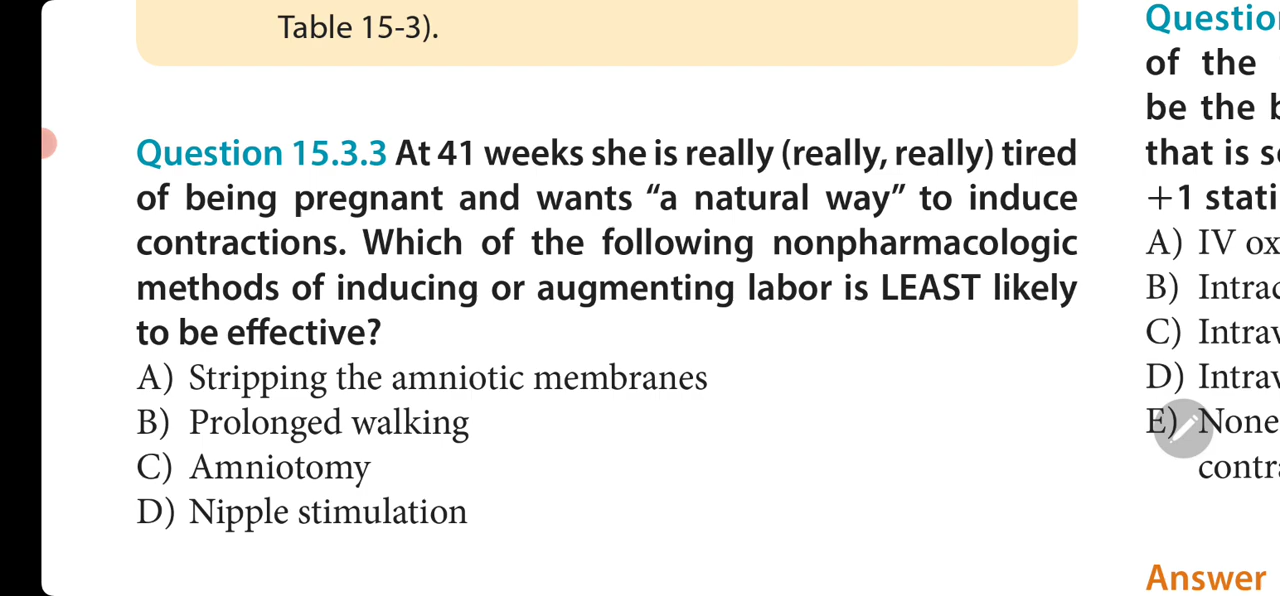 Table 15-3).
Question 15.3.3 At 41 weeks she is really (really, really) tired
of being pregnant and wants “a natural way” to induce
contractions. Which of the following nonpharmacologic
methods of inducing or augmenting labor is LEAST likely
to be effective?
A) Stripping the amniotic membranes
B) Prolonged walking
C) Amniotomy
D) Nipple stimulation
of the
be the
that is
+1
A) IV
B)
C)
D)
E) None
Answer